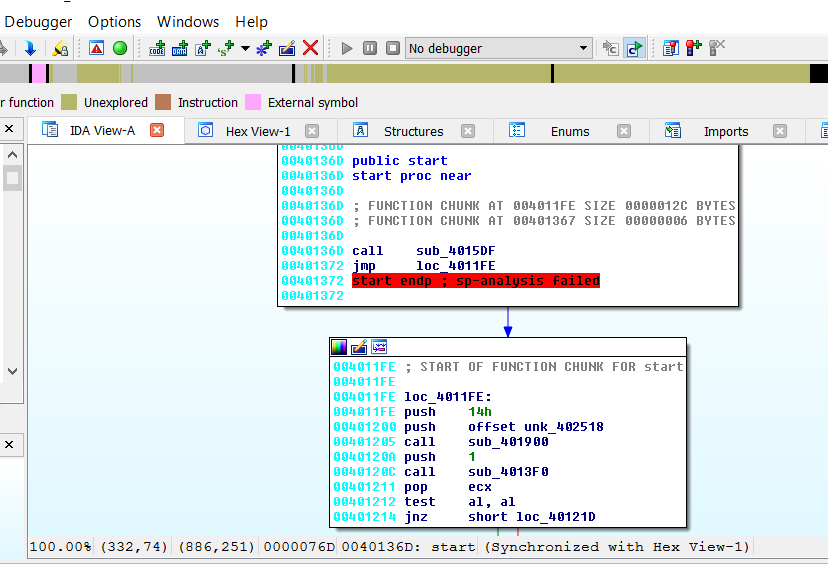 Debugger Options Windows Help
No debugger
r function Unexplored Instruction External symbol
IDA View-A Hex View-1 Structures Enums Imports
0040136D
0040136D public start
0040136D start proc near
0040136D
0040136D ; FUNCTION CHUNK AT 004011FE SIZE 0000012C BYTES
0040136D ; FUNCTION CHUNK AT 00401367 SIZE 00000006 BYTES
0040136D
0040136D call sub_4015DF
00401372 jmp loc_4011FE
00401372 start endp ; sp-analysis failed
00401372
004011FE ; START OF FUNCTION CHUNK FOR start
004011FE
004011FE loc_4011FE:
004011FE push 14h
00401200 push offset unk_402518
00401205 call sub_401900
0040120A push 1
0040120C call sub_4013F0
00401211 pop ecx
00401212 test al, al
00401214 jnz short loc_40121D
100.00% (332,74) (886,251) 0000076D 0040136D: start (Synchronized with Hex View-1)